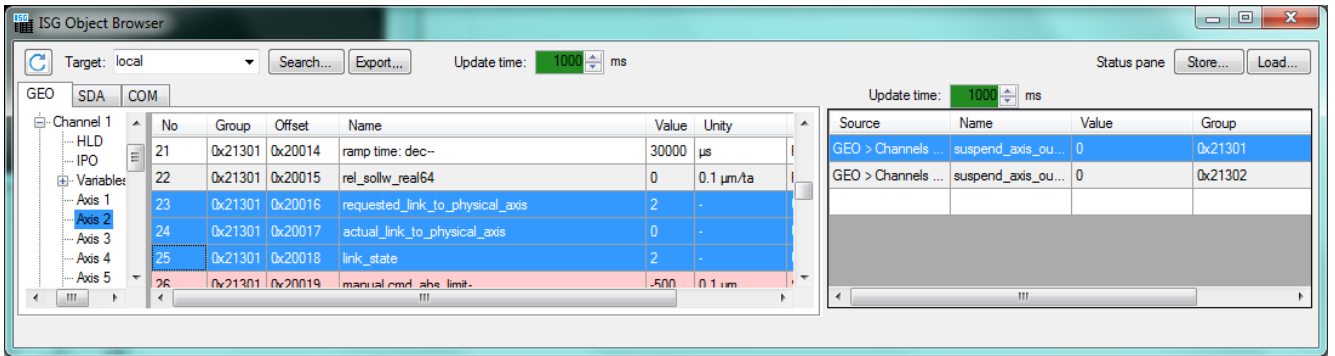 ISG Object Browser
Target: local Search... Export... Update time: 1000 ms Status pane Store... Load...
GEO SDA COM Update time: 1000 ms
Channel 1
HLD
IPO
Variables
Axis 1
Axis 2
Axis 3
Axis 4
Axis 5
No Group Offset Name Value Unity
21 0x21301 0x20014 ramp time: dec-- 30000 µs
22 0x21301 0x20015 rel_sollw_real64 0 0.1 µm/ta
23 0x21301 0x20016 requested_link_to_physical_axis 2 -
24 0x21301 0x20017 actual_link_to_physical_axis 0 -
25 0x21301 0x20018 link_state 2 -
26 0x21301 0x20019 manual cmd_abs_limit- -500 0.1 µm
Source Name Value Group
GEO > Channels ... suspend_axis_ou... 0 0x21301
GEO > Channels ... suspend_axis_ou... 0 0x21302